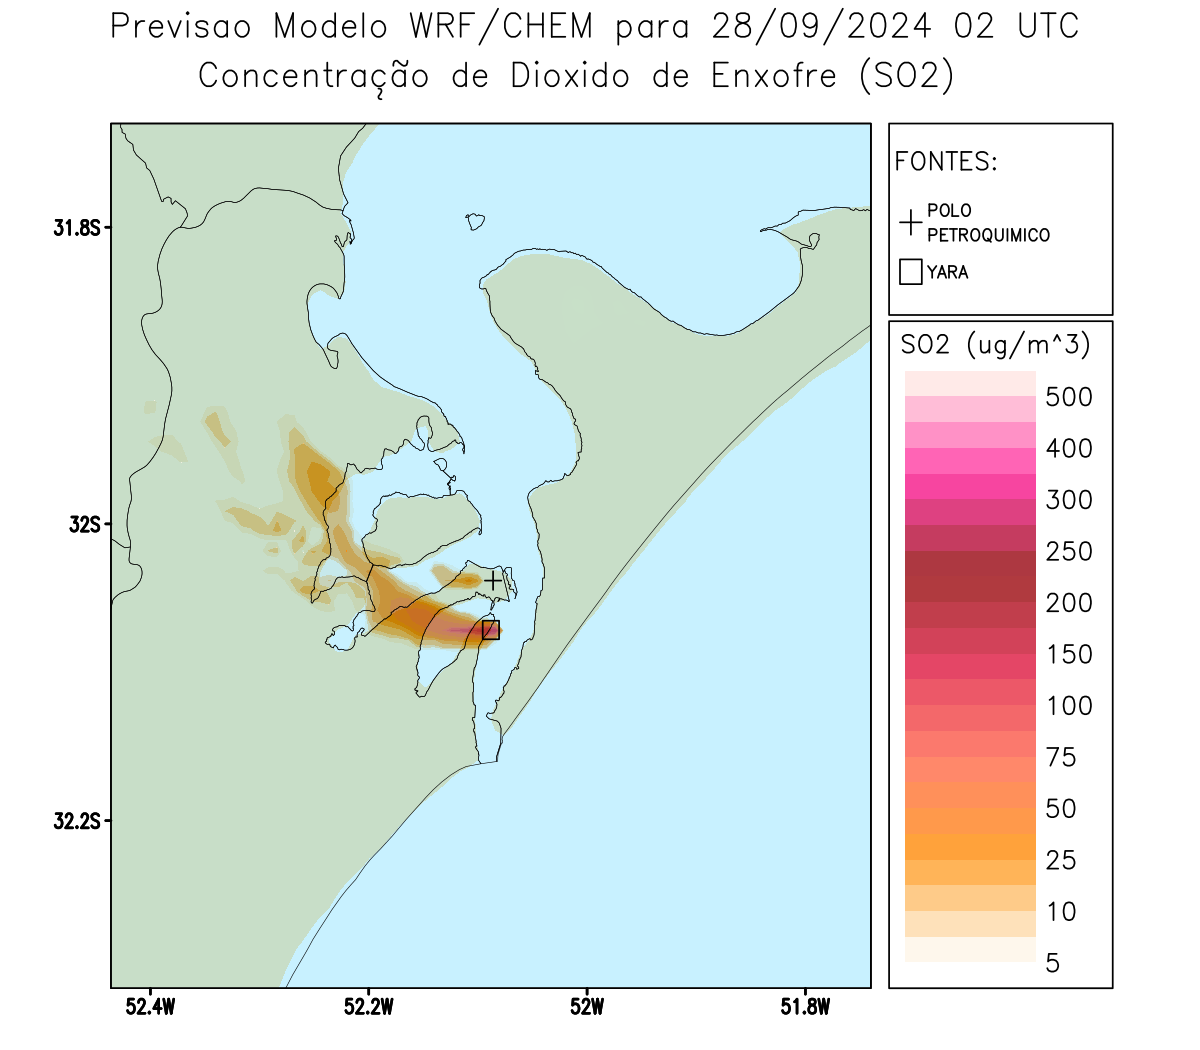 Previsao Modelo WRF/CHEM para 28/09/2024 02 UTC
Concentração de Dioxido de Enxofre (SO2)
FONTES:
POLO
PETROQUIMICO
YARA
SO2 (ug/m^3)
500
400
300
250
200
150
100
75
50
25
10
5
31.8S
32S
32.2S
52.4W
52.2W
52W
51.8W